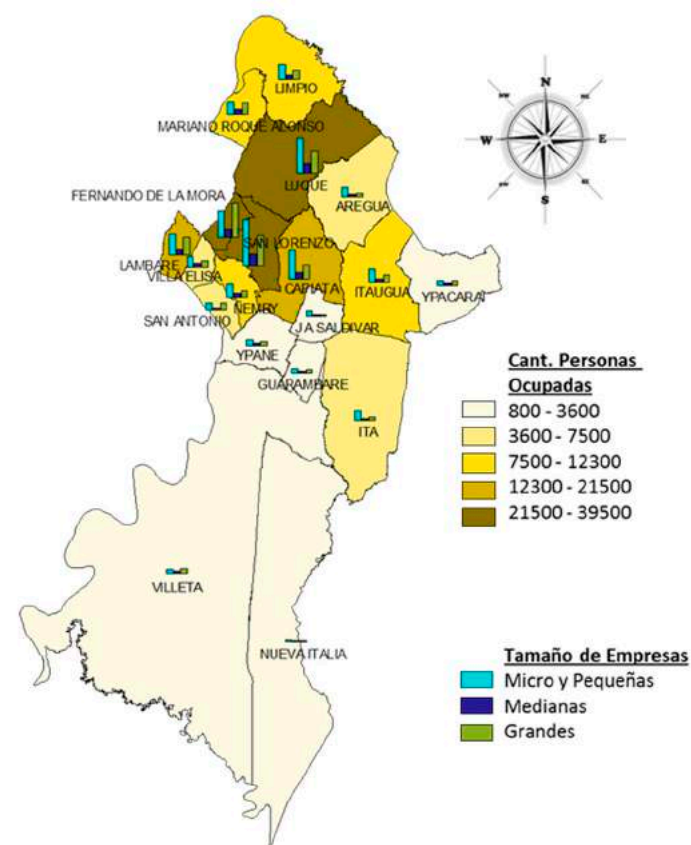 LIMPIO
MARIANO ROQUE ALONSO
LUQUE
FERNANDO DE LA MORA
AREGUA
SAN LORENZO
LAMBARE
VILLA ELISA
CAPIATA
ITAUGUA
YPACARAI
ÑEMBY
SAN ANTONIO
JA SALDIVAR
YPANE
GUARAMBARE
ITA
VILLETA
NUEVA ITALIA
N
W
E
S
Cant. Personas
Ocupadas
800 - 3600
3600 - 7500
7500 - 12300
12300 - 21500
21500 - 39500
Tamaño de Empresas
Micro y Pequeñas
Medianas
Grandes